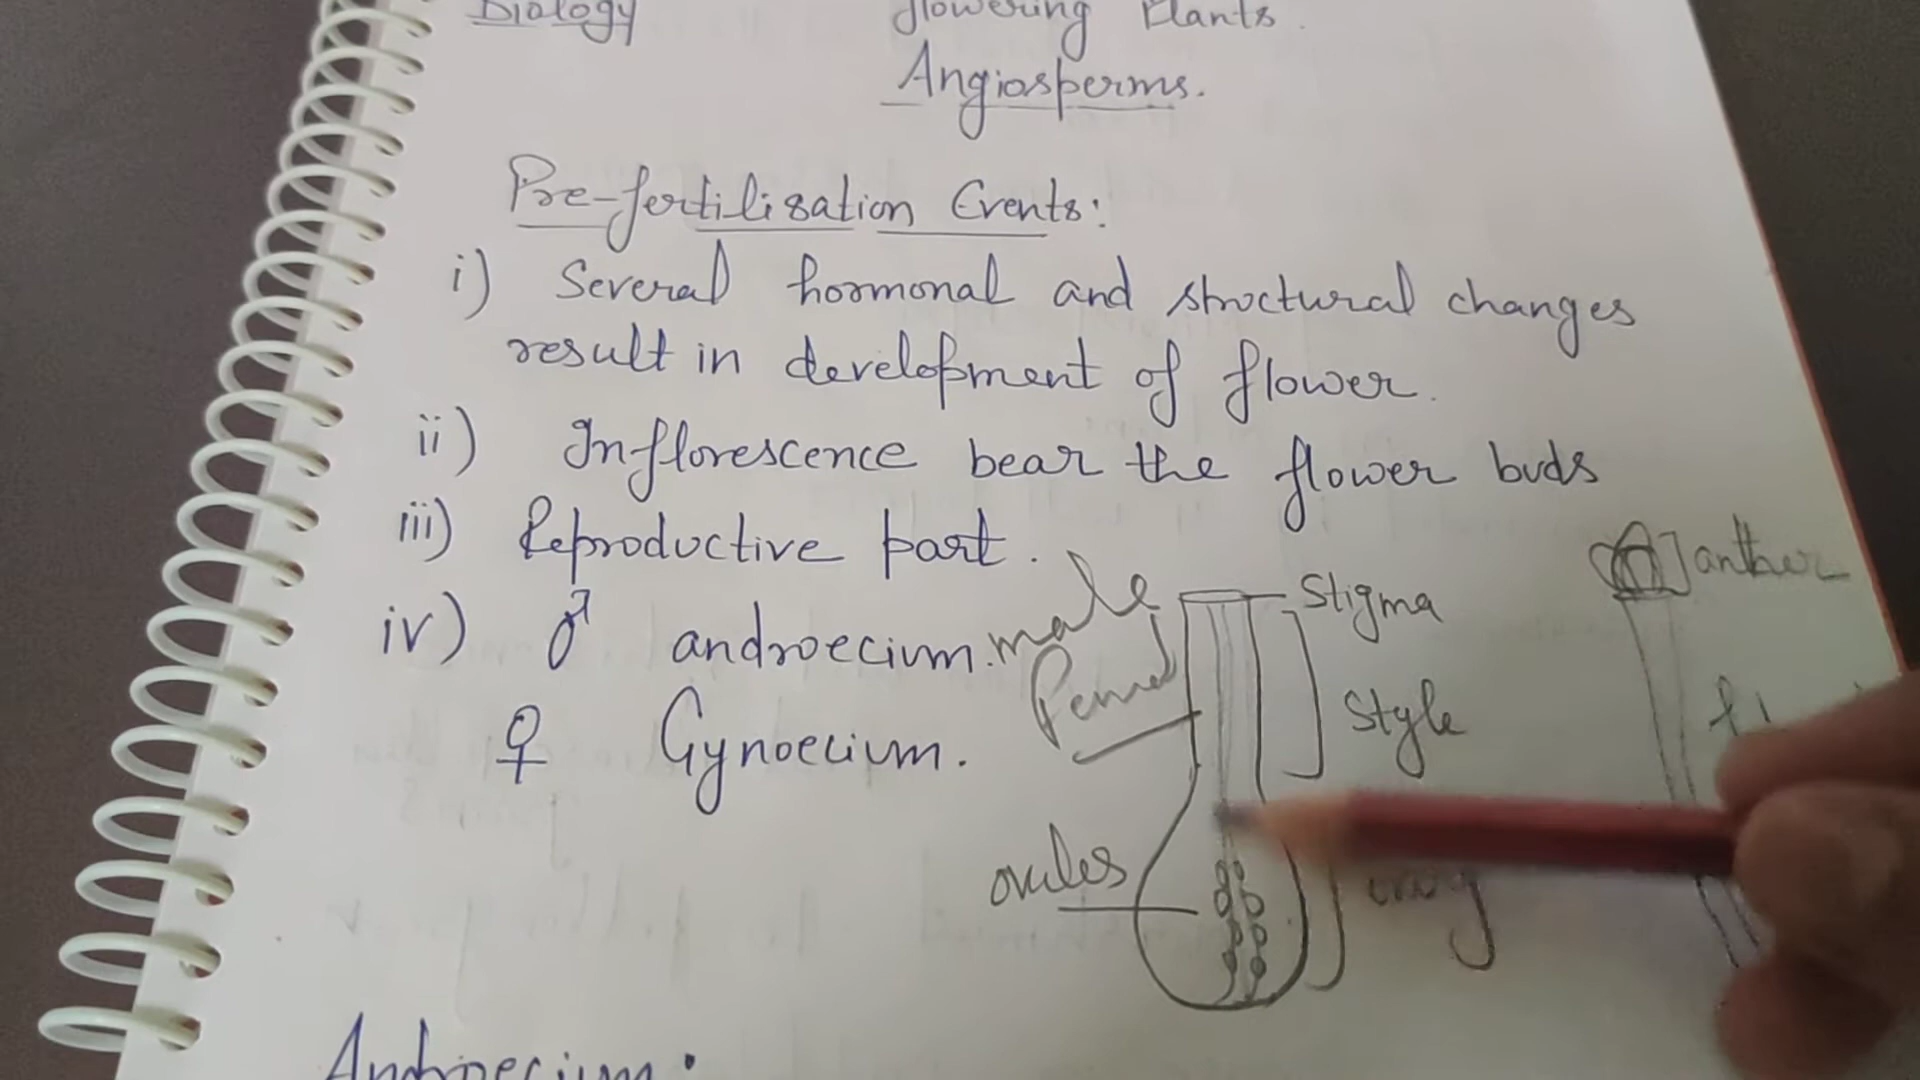 Biology
flowering Plants.
Angiosperms.
Pre-fertilisation Events:
i) Several hormonal and structural changes
result in development of flower.
ii) Inflorescence bear the flower buds
iii) Reproductive part.
iv) ♂ androecium. male
♀ Gynoecium.
Stigma
Style
ovules
anther
Androecium: